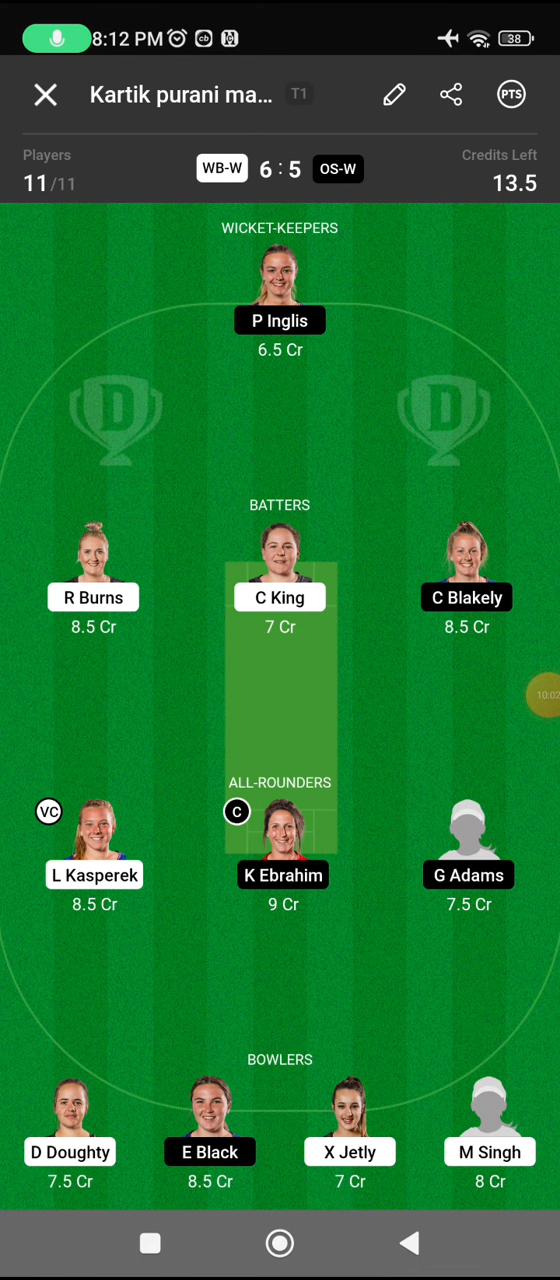 8:12 PM
38
Kartik purani ma... T1 PTS
Players
Credits Left
11/11
WB-W 6 : 5 OS-W
13.5
WICKET-KEEPERS
P Inglis
6.5 Cr
D D
BATTERS
R Burns C King C Blakely
8.5 Cr 7 Cr 8.5 Cr
10:02
ALL-ROUNDERS
VC C
L Kasperek K Ebrahim G Adams
8.5 Cr 9 Cr 7.5 Cr
BOWLERS
D Doughty E Black X Jetly M Singh
7.5 Cr 8.5 Cr 7 Cr 8 Cr